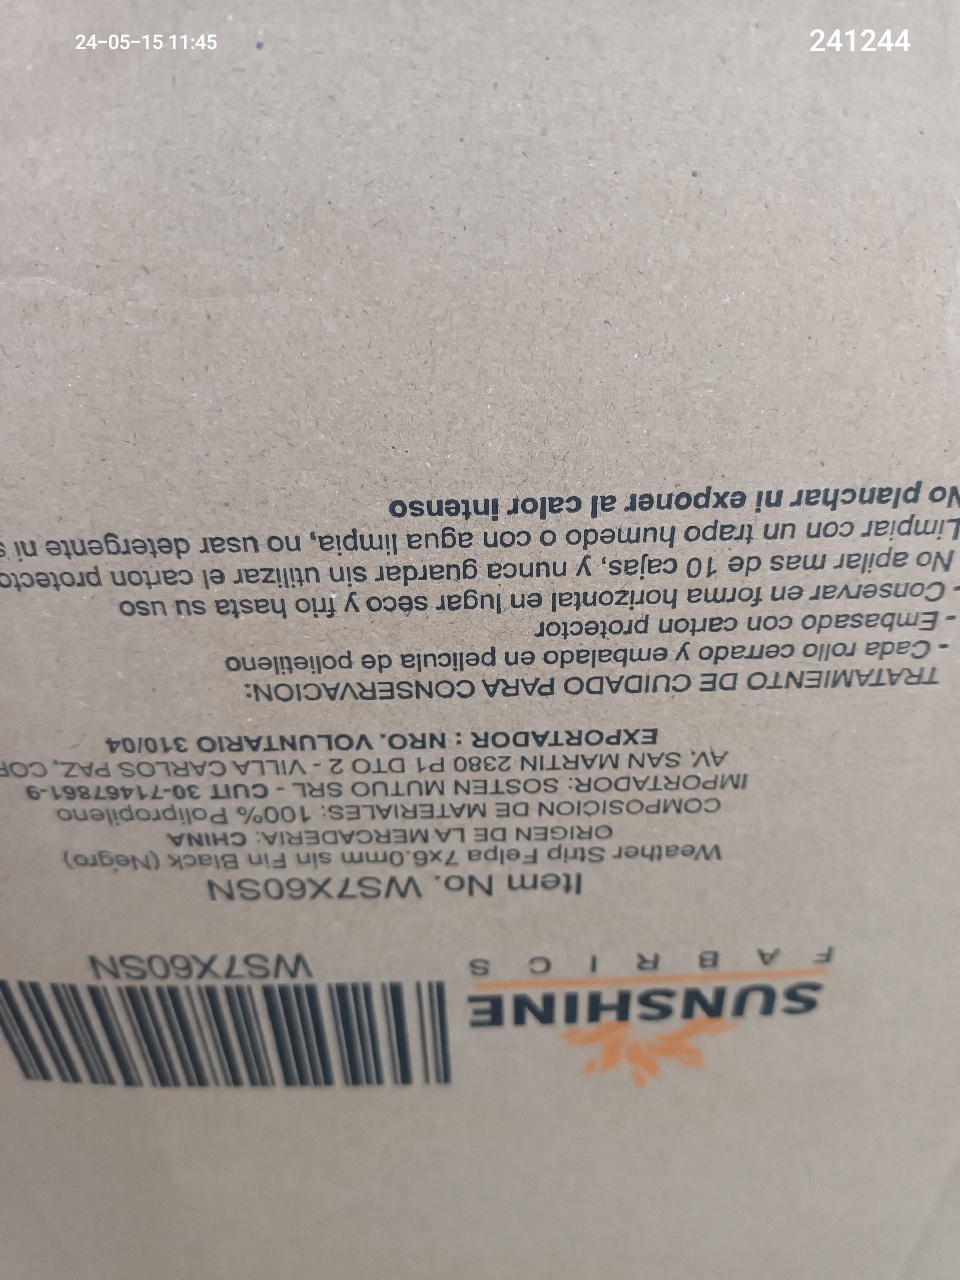 24-05-15 11:45
241244
SUNSHINE
FABRICS
WS7X60SN
Item No. WS7X60SN
Weather Strip Felpa 7x6.0mm sin Fin Black (Negro)
ORIGEN DE LA MERCADERIA: CHINA
COMPOSICION DE MATERIALES: 100% Polipropileno
IMPORTADOR: SOSTEN MUTUO SRL - CUIT 30-71467861-9
AV. SAN MARTIN 2380 P1 DTO 2 - VILLA CARLOS PAZ, COR
EXPORTADOR : NRO. VOLUNTARIO 310/04
TRATAMIENTO DE CUIDADO PARA CONSERVACION:
- Cada rollo cerrado y embalado en pelicula de polietileno
- Embasado con carton protector
- Conservar en forma horizontal en lugar seco y frio hasta su uso
No apilar mas de 10 cajas, y nunca guardar sin utilizar el carton protecto
Limpiar con un trapo humedo o con agua limpia, no usar detergente ni s
No planchar ni exponer al calor intenso